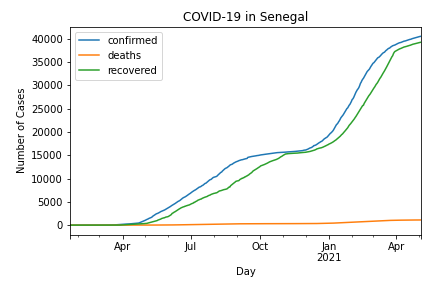 COVID-19 in Senegal
confirmed
deaths
recovered
Number of Cases
40000
35000
30000
25000
20000
15000
10000
5000
0
Apr Jul Oct Jan Apr
2021
Day